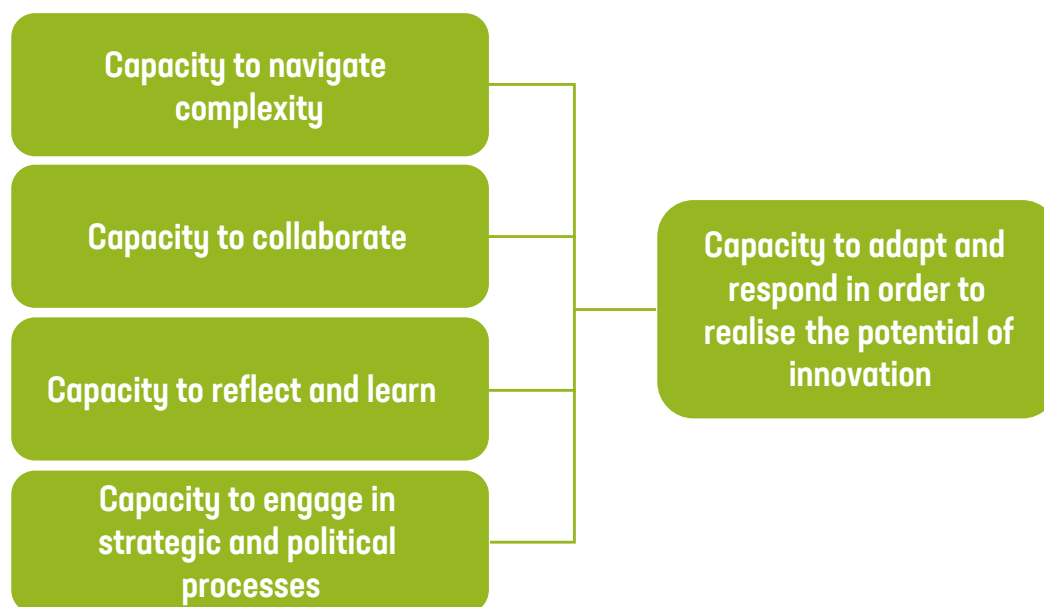 Capacity to navigate
complexity
Capacity to collaborate
Capacity to reflect and learn
Capacity to engage in
strategic and political
processes
Capacity to adapt and
respond in order to
realise the potential of
innovation